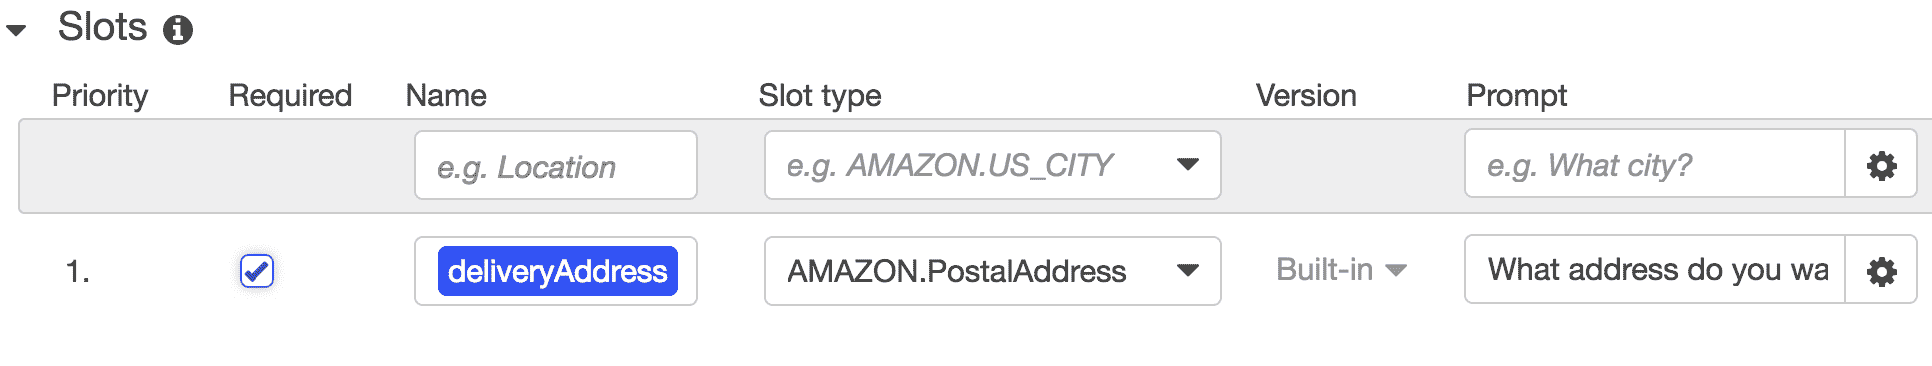 Slots
Priority Required Name Slot type Version Prompt
e.g. Location e.g. AMAZON.US_CITY e.g. What city?
1. deliveryAddress AMAZON.PostalAddress Built-in What address do you wa